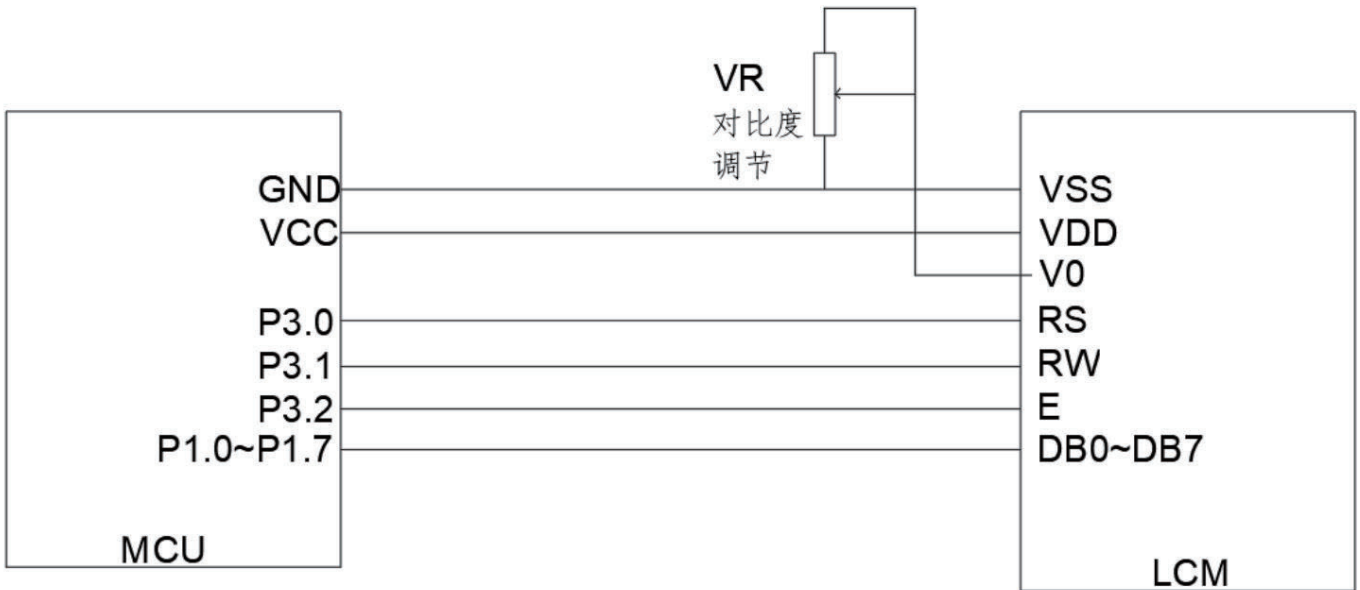 VR
对比度
调节
GND
VCC
P3.0
P3.1
P3.2
P1.0~P1.7
MCU
VSS
VDD
V0
RS
RW
E
DB0~DB7
LCM